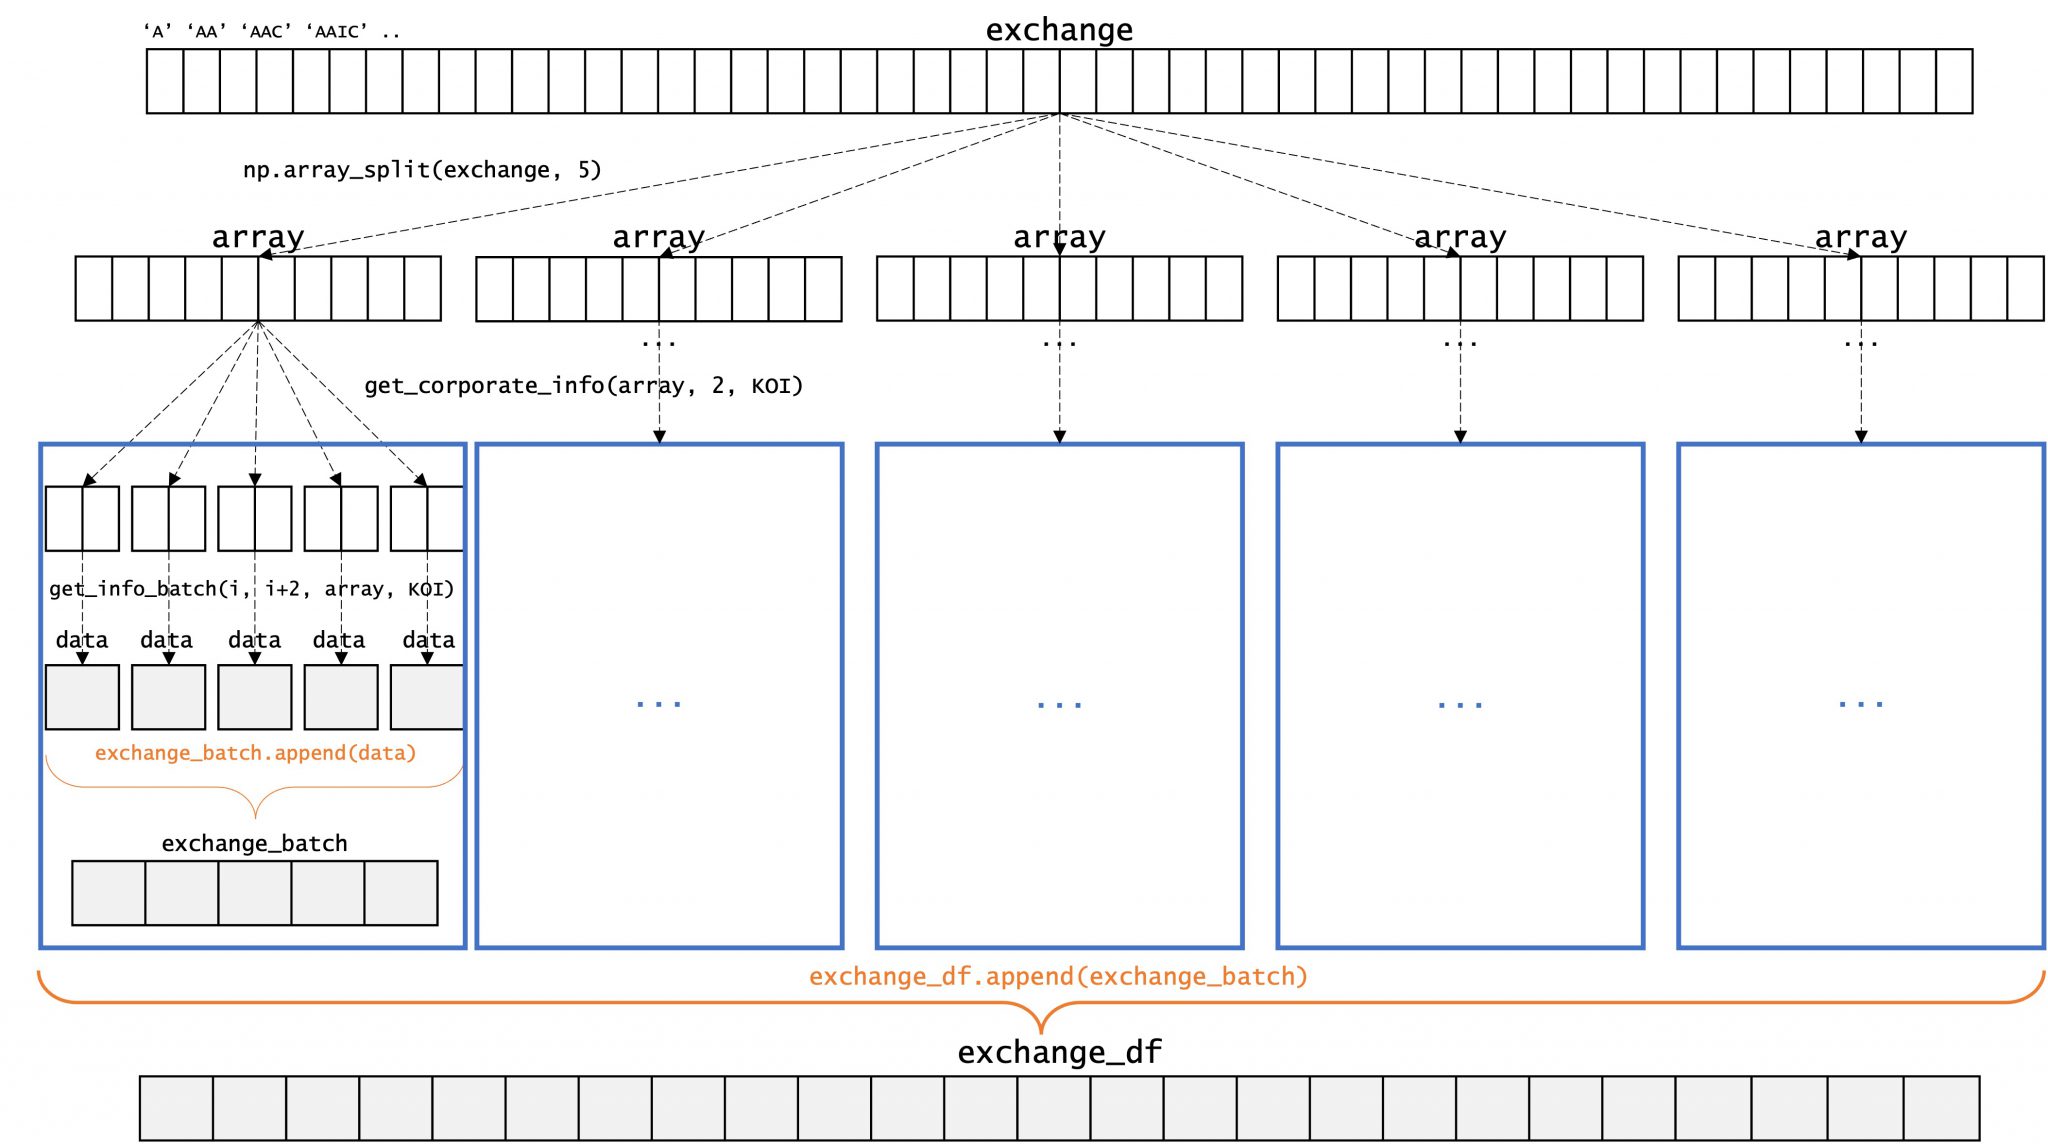 ‘A’ ‘AA’ ‘AAC’ ‘AAIC’ ..
exchange
np.array_split(exchange, 5)
array array array array array
... ... ... ...
get_corporate_info(array, 2, KOI)
get_info_batch(i, i+2, array, KOI)
data data data data data
... ... ... ...
exchange_batch.append(data)
exchange_batch
exchange_df.append(exchange_batch)
exchange_df